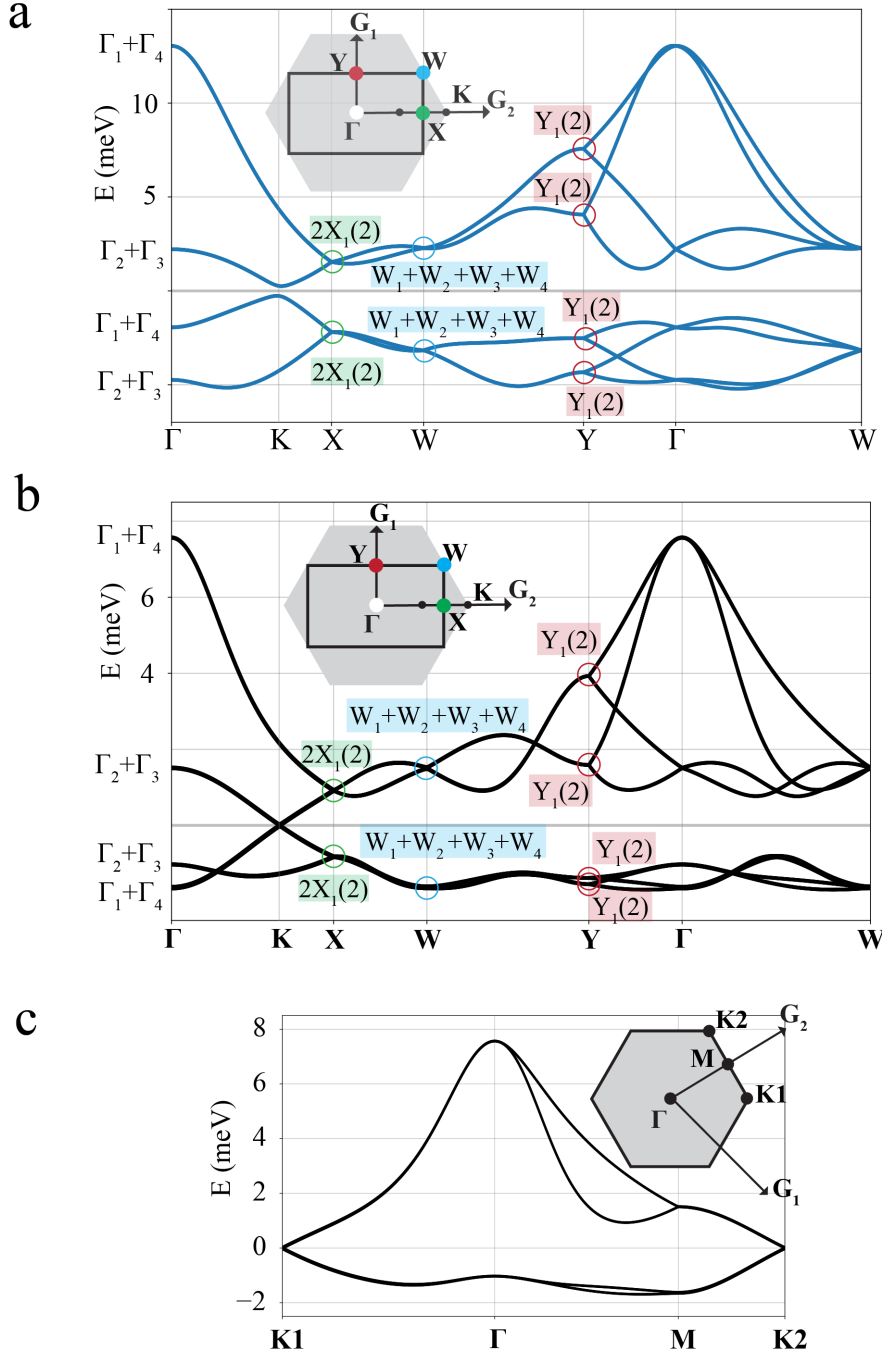 a
Γ₁+Γ₄
Γ₂+Γ₃
Γ₁+Γ₄
Γ₂+Γ₃
E (meV)
10
5
G₁
Y
W
K
G₂
Γ
X
2X₁(2)
W₁+W₂+W₃+W₄
W₁+W₂+W₃+W₄
2X₁(2)
Y₁(2)
Y₁(2)
Y₁(2)
Y₁(2)
Γ K X W Y Γ W
b
Γ₁+Γ₄
Γ₂+Γ₃
Γ₂+Γ₃
Γ₁+Γ₄
E (meV)
6
4
G₁
Y
W
K
G₂
Γ
X
Y₁(2)
W₁+W₂+W₃+W₄
2X₁(2)
Y₁(2)
W₁+W₂+W₃+W₄
Y₁(2)
2X₁(2)
Y₁(2)
Γ K X W Y Γ W
c
E (meV)
8
6
4
2
0
−2
K2
G₂
M
K1
Γ
G₁
K1 Γ M K2